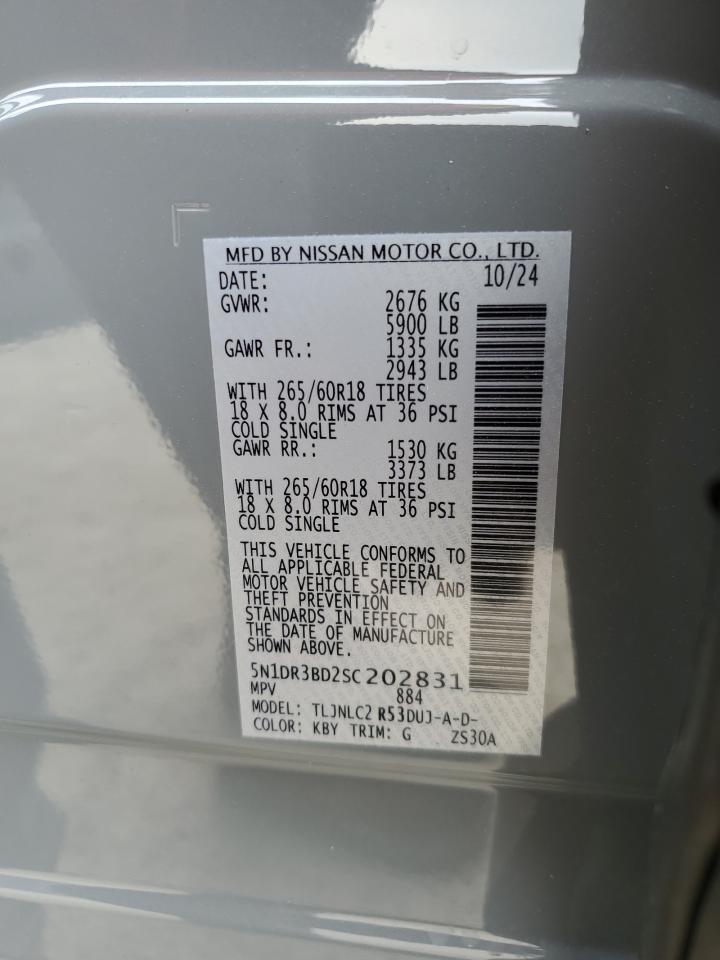 MFD BY NISSAN MOTOR CO., LTD.
DATE: 10/24
GVWR: 2676 KG
5900 LB
GAWR FR.: 1335 KG
2943 LB
WITH 265/60R18 TIRES
18 X 8.0 RIMS AT 36 PSI
COLD SINGLE
GAWR RR.: 1530 KG
3373 LB
WITH 265/60R18 TIRES
18 X 8.0 RIMS AT 36 PSI
COLD SINGLE
THIS VEHICLE CONFORMS TO
ALL APPLICABLE FEDERAL
MOTOR VEHICLE SAFETY AND
THEFT PREVENTION
STANDARDS IN EFFECT ON
THE DATE OF MANUFACTURE
SHOWN ABOVE.
5N1DR3BD2SC202831
MPV 884
MODEL: TLJNLC2 R53DUJ-A-D-
COLOR: KBY TRIM: G ZS30A